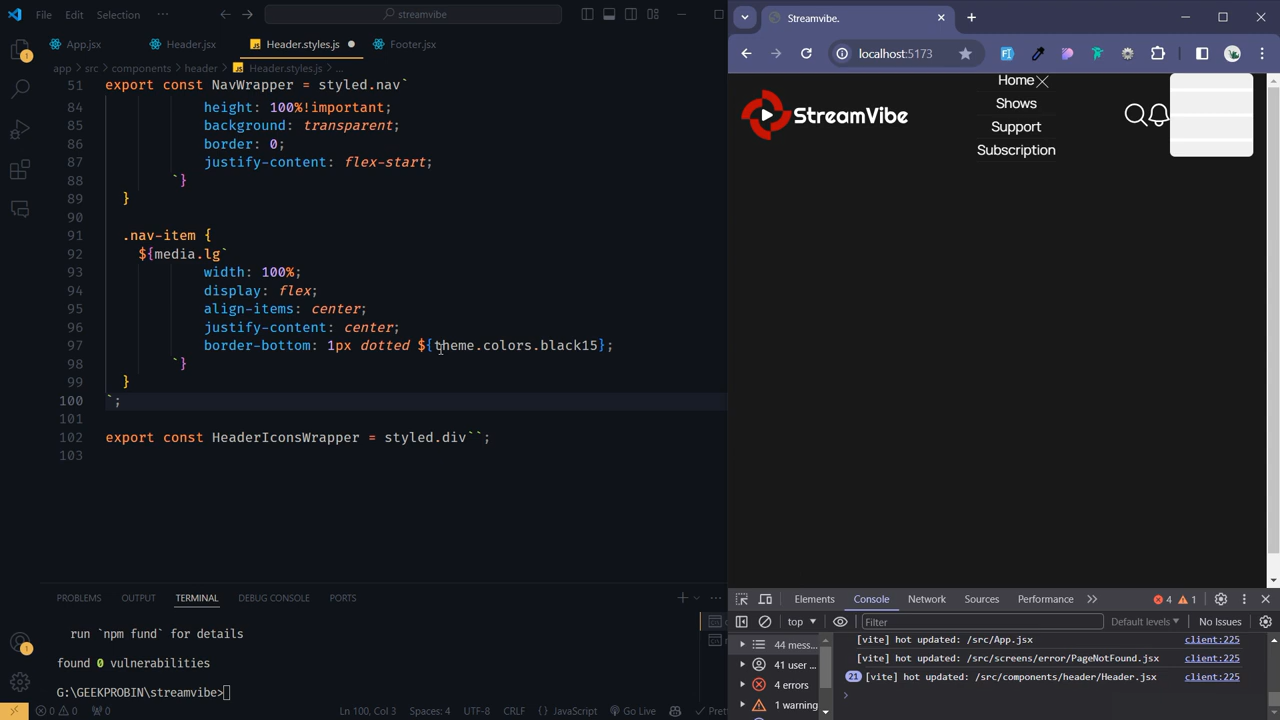 File Edit Selection ··· streamvibe
App.jsx Header.jsx Header.styles.js Footer.jsx
app > src > components > header > Header.styles.js > ...
51 export const NavWrapper = styled.nav`
84 height: 100%!important;
85 background: transparent;
86 border: 0;
87 justify-content: flex-start;
88 `}
89 }
90
91 .nav-item {
92 ${media.lg`
93 width: 100%;
94 display: flex;
95 align-items: center;
96 justify-content: center;
97 border-bottom: 1px dotted ${theme.colors.black15};
98 `}
99 }
100 `;
101
102 export const HeaderIconsWrapper = styled.div``;
103
PROBLEMS OUTPUT TERMINAL DEBUG CONSOLE PORTS
run `npm fund` for details
found 0 vulnerabilities
G:\GEEKPROBIN\streamvibe>
0 0 0 Ln 100, Col 3 Spaces: 4 UTF-8 CRLF {} JavaScript Go Live Prett
Streamvibe.
localhost:5173
StreamVibe
Home
Shows
Support
Subscription
Elements Console Network Sources Performance 4 1
top Filter Default levels No Issues
44 mess...
41 user ...
4 errors
1 warning
[vite] hot updated: /src/App.jsx client:225
[vite] hot updated: /src/screens/error/PageNotFound.jsx client:225
21 [vite] hot updated: /src/components/header/Header.jsx client:225